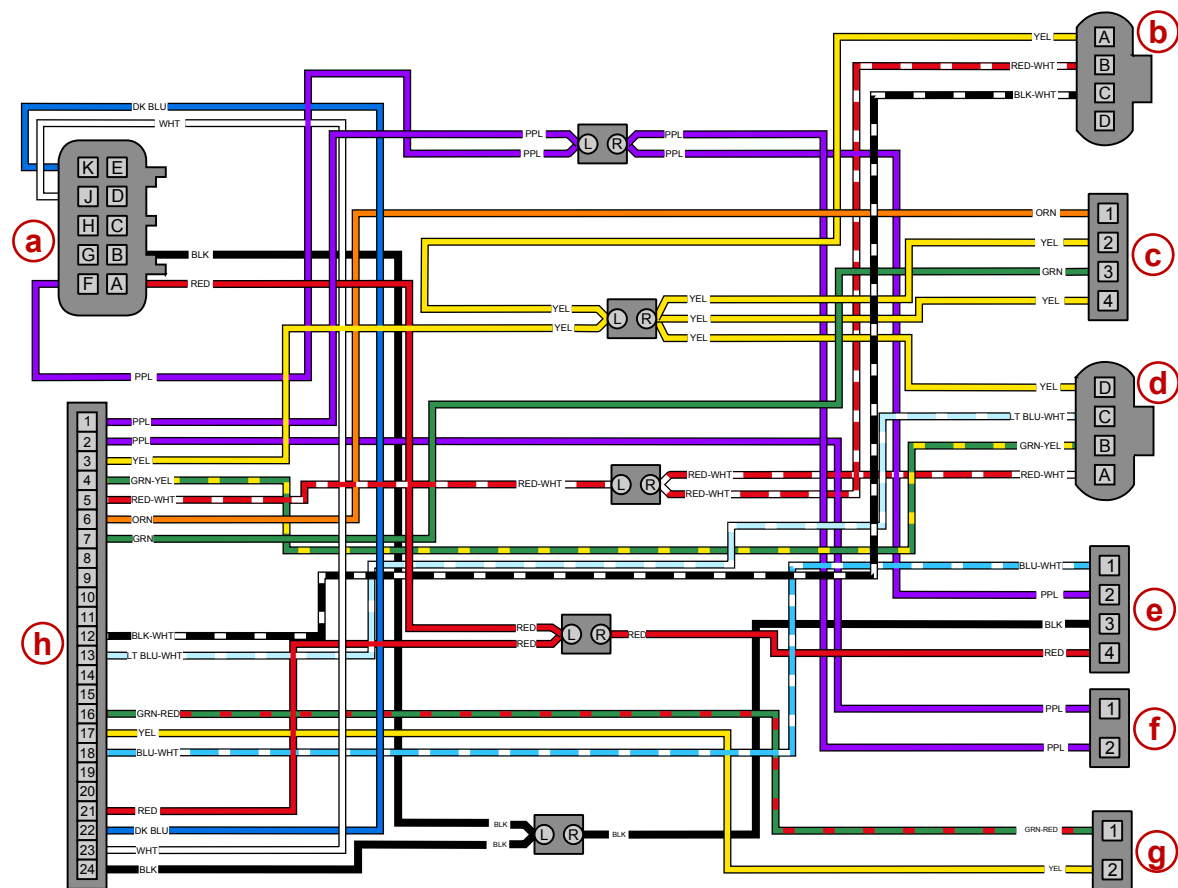 b
YEL A
RED-WHT B
BLK-WHT C
D
DK BLU
WHT
PPL L R PPL
PPL PPL
a
K E
J D
H C
G B BLK
F A RED
c
ORN 1
YEL 2
GRN 3
YEL 4
YEL L R YEL
YEL YEL
YEL
PPL
d
YEL D
LT BLU-WHT C
GRN-YEL B
RED-WHT A
RED-WHT L R RED-WHT
RED-WHT
h
1 PPL
2 PPL
3 YEL
4 GRN-YEL
5 RED-WHT
6 ORN
7 GRN
8
9
10
11
12 BLK-WHT
13 LT BLU-WHT
14
15
16 GRN-RED
17 YEL
18 BLU-WHT
19
20
21 RED
22 DK BLU
23 WHT
24 BLK
RED L R RED
RED
e
BLU-WHT 1
PPL 2
BLK 3
RED 4
f
PPL 1
PPL 2
BLK L R BLK
BLK
g
GRN-RED 1
YEL 2